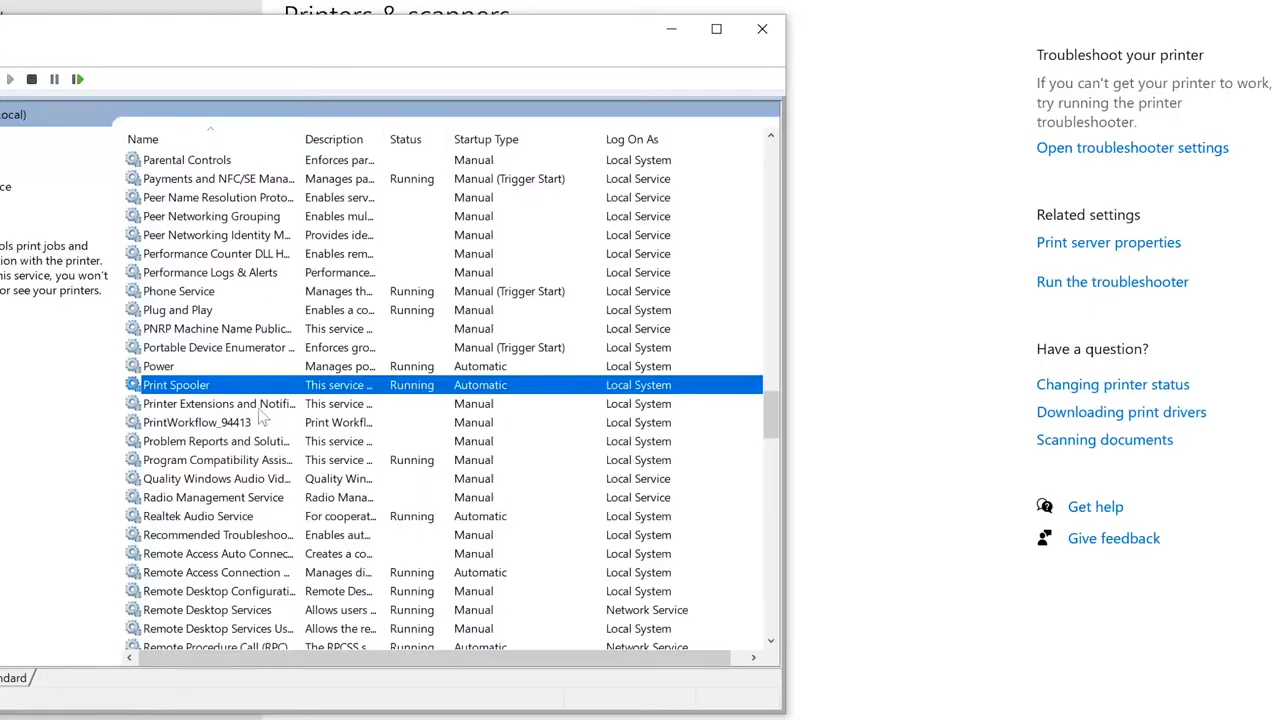 Printers & scanners
ocal)
ce
ols print jobs and
ion with the printer.
his service, you won't
or see your printers.
Name Description Status Startup Type Log On As
Parental Controls Enforces par... Manual Local System
Payments and NFC/SE Mana... Manages pa... Running Manual (Trigger Start) Local Service
Peer Name Resolution Proto... Enables serv... Manual Local Service
Peer Networking Grouping Enables mul... Manual Local Service
Peer Networking Identity M... Provides ide... Manual Local Service
Performance Counter DLL H... Enables rem... Manual Local Service
Performance Logs & Alerts Performance... Manual Local Service
Phone Service Manages th... Running Manual (Trigger Start) Local Service
Plug and Play Enables a co... Running Manual Local System
PNRP Machine Name Public... This service ... Manual Local Service
Portable Device Enumerator ... Enforces gro... Manual (Trigger Start) Local System
Power Manages po... Running Automatic Local System
Print Spooler This service ... Running Automatic Local System
Printer Extensions and Notifi... This service ... Manual Local System
PrintWorkflow_94413 Print Workfl... Manual Local System
Problem Reports and Soluti... This service ... Manual Local System
Program Compatibility Assis... This service ... Running Manual Local System
Quality Windows Audio Vid... Quality Win... Manual Local Service
Radio Management Service Radio Mana... Manual Local Service
Realtek Audio Service For cooperat... Running Automatic Local System
Recommended Troubleshoo... Enables aut... Manual Local System
Remote Access Auto Connec... Creates a co... Manual Local System
Remote Access Connection ... Manages di... Running Automatic Local System
Remote Desktop Configurati... Remote Des... Running Manual Local System
Remote Desktop Services Allows users ... Running Manual Network Service
Remote Desktop Services Us... Allows the re... Running Manual Local System
Remote Procedure Call (RPC) The RPCSS s... Running Automatic Network Service
ndard
Troubleshoot your printer
If you can't get your printer to work,
try running the printer
troubleshooter.
Open troubleshooter settings
Related settings
Print server properties
Run the troubleshooter
Have a question?
Changing printer status
Downloading print drivers
Scanning documents
Get help
Give feedback